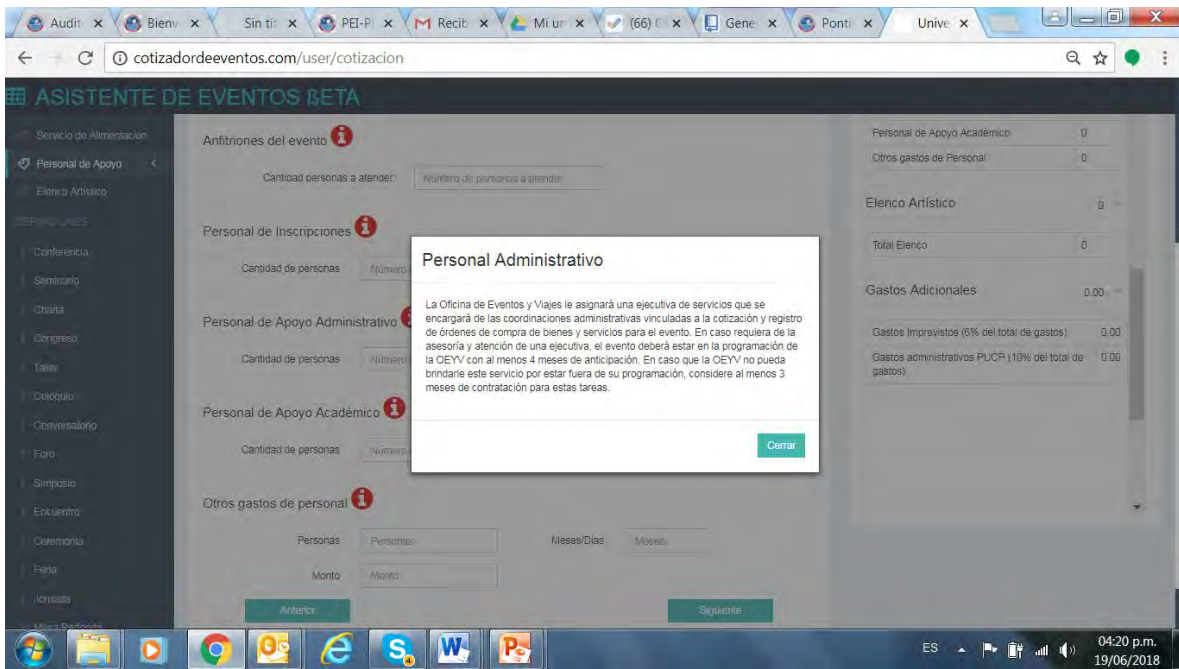 Audit
Bienv
Sin tít
PEI-P
Recib
Mi un
(66)
Gene
Ponti
Unive
cotizadordeeventos.com/user/cotizacion
ASISTENTE DE EVENTOS ßETA
Servicio de Alimentación
Personal de Apoyo
Elenco Artístico
Conferencia
Seminario
Charla
Congreso
Taller
Coloquio
Conversatorio
Foro
Simposio
Encuentro
Ceremonia
Feria
Jornada
Mesa Redonda
Anfitriones del evento
Cantidad personas a atender
Número de personas a atender
Personal de Inscripciones
Cantidad de personas
Número
Personal de Apoyo Administrativo
Cantidad de personas
Número
Personal de Apoyo Académico
Cantidad de personas
Número
Otros gastos de personal
Personas
Personas
Meses/Días
Meses
Monto
Monto
Anterior
Siguiente
Personal Administrativo
La Oficina de Eventos y Viajes le asignará una ejecutiva de servicios que se
encargará de las coordinaciones administrativas vinculadas a la cotización y registro
de órdenes de compra de bienes y servicios para el evento. En caso requiera de la
asesoría y atención de una ejecutiva, el evento deberá estar en la programación de
la OEYV con al menos 4 meses de anticipación. En caso que la OEYV no pueda
brindarle este servicio por estar fuera de su programación, considere al menos 3
meses de contratación para estas tareas.
Cerrar
Personal de Apoyo Académico 0
Otros gastos de Personal 0
Elenco Artístico 0
Total Elenco 0
Gastos Adicionales 0.00
Gastos Imprevistos (6% del total de gastos) 0.00
Gastos administrativos PUCP (10% del total de 0.00
gastos)
ES
04:20 p.m.
19/06/2018